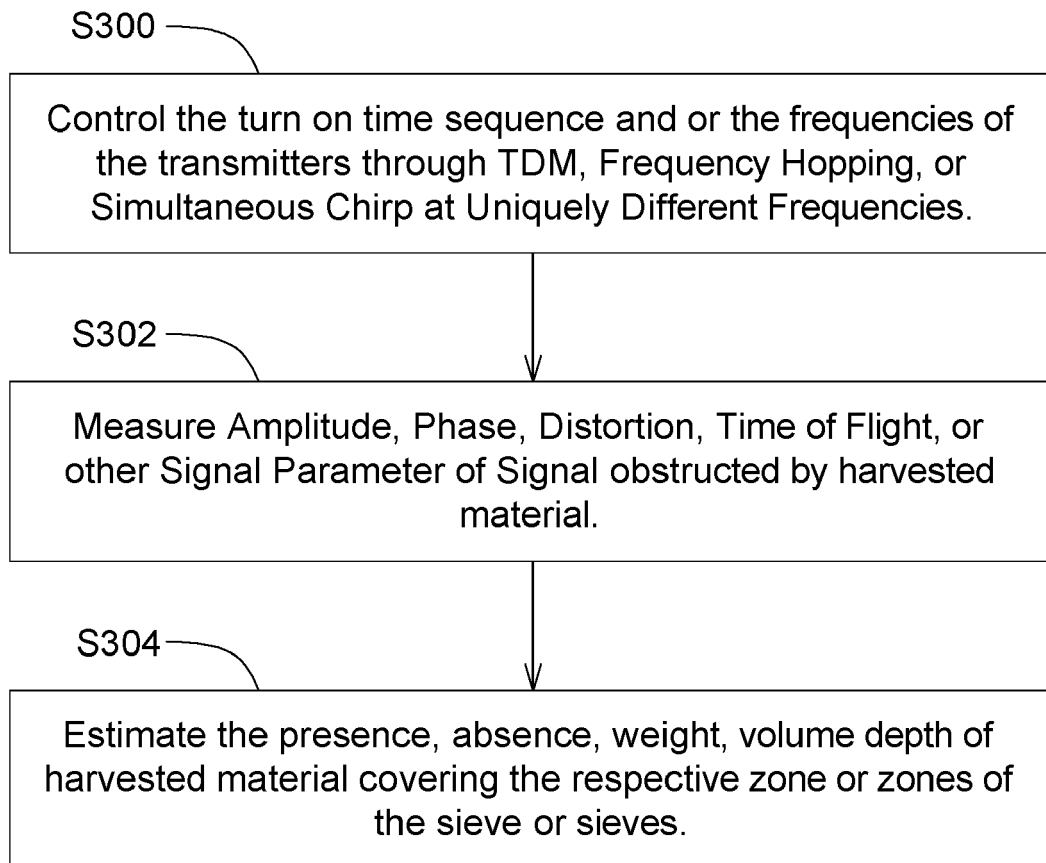 S300
Control the turn on time sequence and or the frequencies of
the transmitters through TDM, Frequency Hopping, or
Simultaneous Chirp at Uniquely Different Frequencies.
S302
Measure Amplitude, Phase, Distortion, Time of Flight, or
other Signal Parameter of Signal obstructed by harvested
material.
S304
Estimate the presence, absence, weight, volume depth of
harvested material covering the respective zone or zones of
the sieve or sieves.